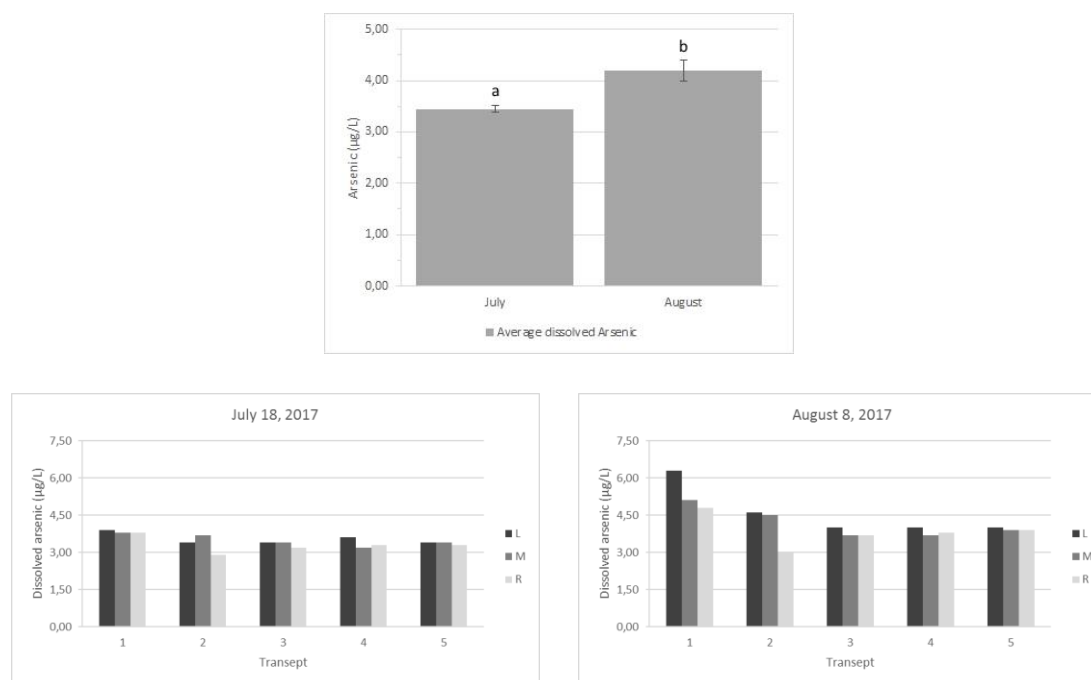 5,00
4,00
3,00
2,00
1,00
0,00
Arsenic (µg/L)
a
b
July
August
Average dissolved Arsenic
July 18, 2017
7,50
6,00
4,50
3,00
1,50
0,00
Dissolved arsenic (µg/L)
1 2 3 4 5
Transept
L
M
R
August 8, 2017
7,50
6,00
4,50
3,00
1,50
0,00
Dissolved arsenic (µg/L)
1 2 3 4 5
Transept
L
M
R